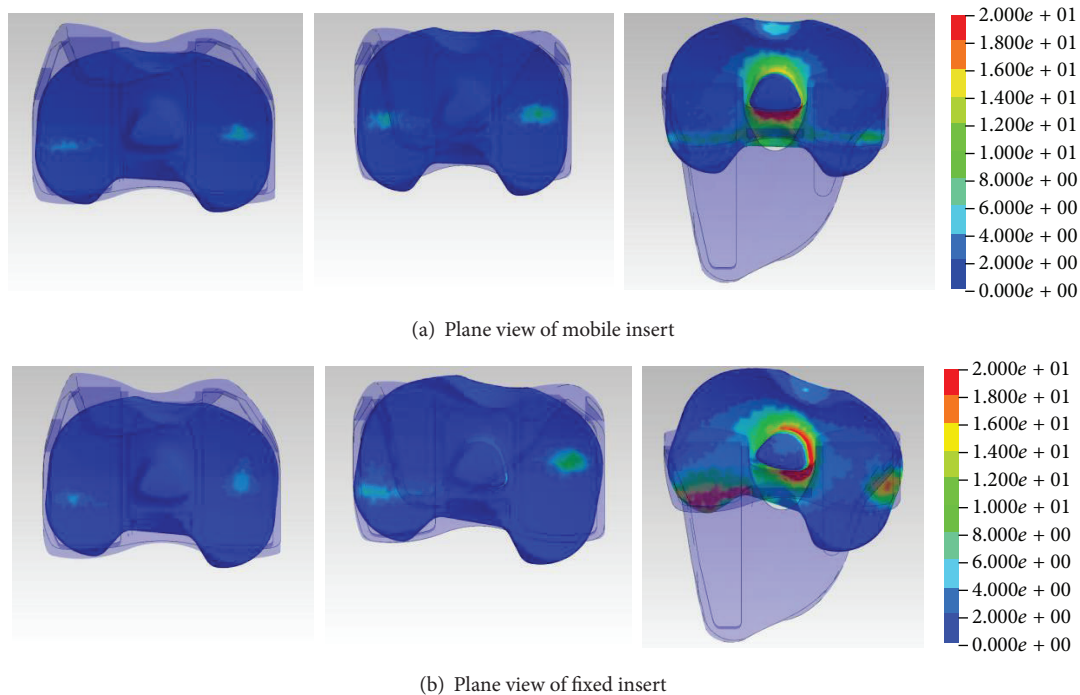 2.000e + 01
1.800e + 01
1.600e + 01
1.400e + 01
1.200e + 01
1.000e + 01
8.000e + 00
6.000e + 00
4.000e + 00
2.000e + 00
0.000e + 00
(a) Plane view of mobile insert
2.000e + 01
1.800e + 01
1.600e + 01
1.400e + 01
1.200e + 01
1.000e + 01
8.000e + 00
6.000e + 00
4.000e + 00
2.000e + 00
0.000e + 00
(b) Plane view of fixed insert